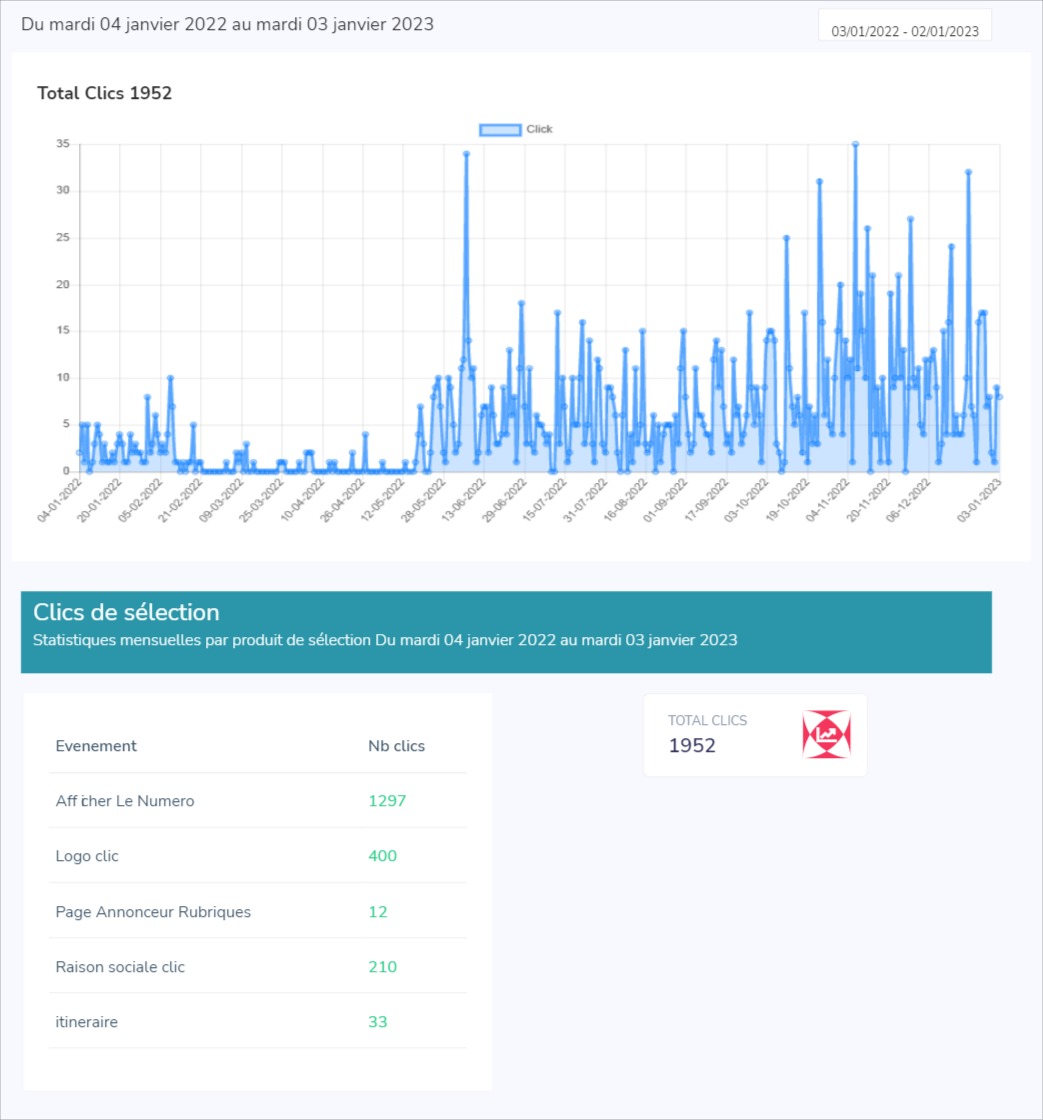 Du mardi 04 janvier 2022 au mardi 03 janvier 2023
03/01/2022 - 02/01/2023
Total Clics 1952
Click
35
30
25
20
15
10
5
0
04-01-2022
20-01-2022
05-02-2022
21-02-2022
09-03-2022
25-03-2022
10-04-2022
26-04-2022
12-05-2022
28-05-2022
13-06-2022
29-06-2022
15-07-2022
31-07-2022
16-08-2022
01-09-2022
17-09-2022
03-10-2022
19-10-2022
04-11-2022
20-11-2022
06-12-2022
03-01-2023
Clics de sélection
Statistiques mensuelles par produit de sélection Du mardi 04 janvier 2022 au mardi 03 janvier 2023
Evenement Nb clics
Afficher Le Numero 1297
Logo clic 400
Page Annonceur Rubriques 12
Raison sociale clic 210
itineraire 33
TOTAL CLICS
1952